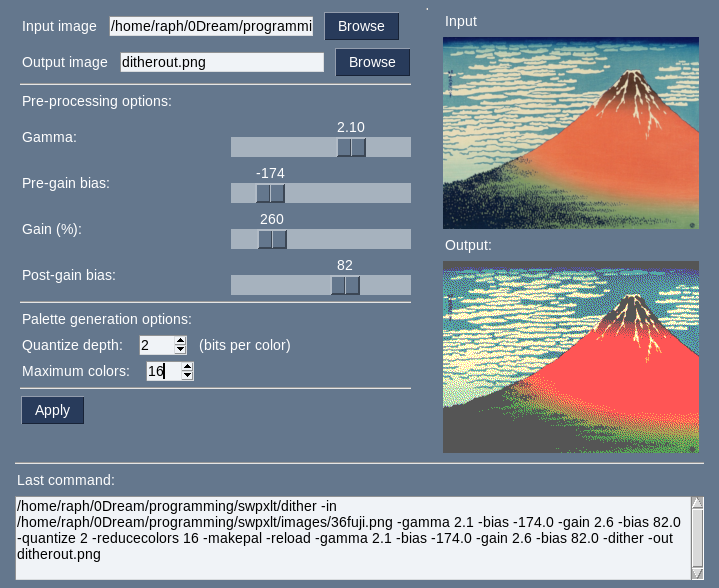 Input image /home/raph/0Dream/programmi Browse
Output image ditherout.png Browse
Pre-processing options:
Gamma: 2.10
Pre-gain bias: -174
Gain (%): 260
Post-gain bias: 82
Palette generation options:
Quantize depth: 2 (bits per color)
Maximum colors: 16
Apply
Input
Output:
Last command:
/home/raph/0Dream/programming/swpxlt/dither -in
/home/raph/0Dream/programming/swpxlt/images/36fuji.png -gamma 2.1 -bias -174.0 -gain 2.6 -bias 82.0
-quantize 2 -reducecolors 16 -makepal -reload -gamma 2.1 -bias -174.0 -gain 2.6 -bias 82.0 -dither -out
ditherout.png